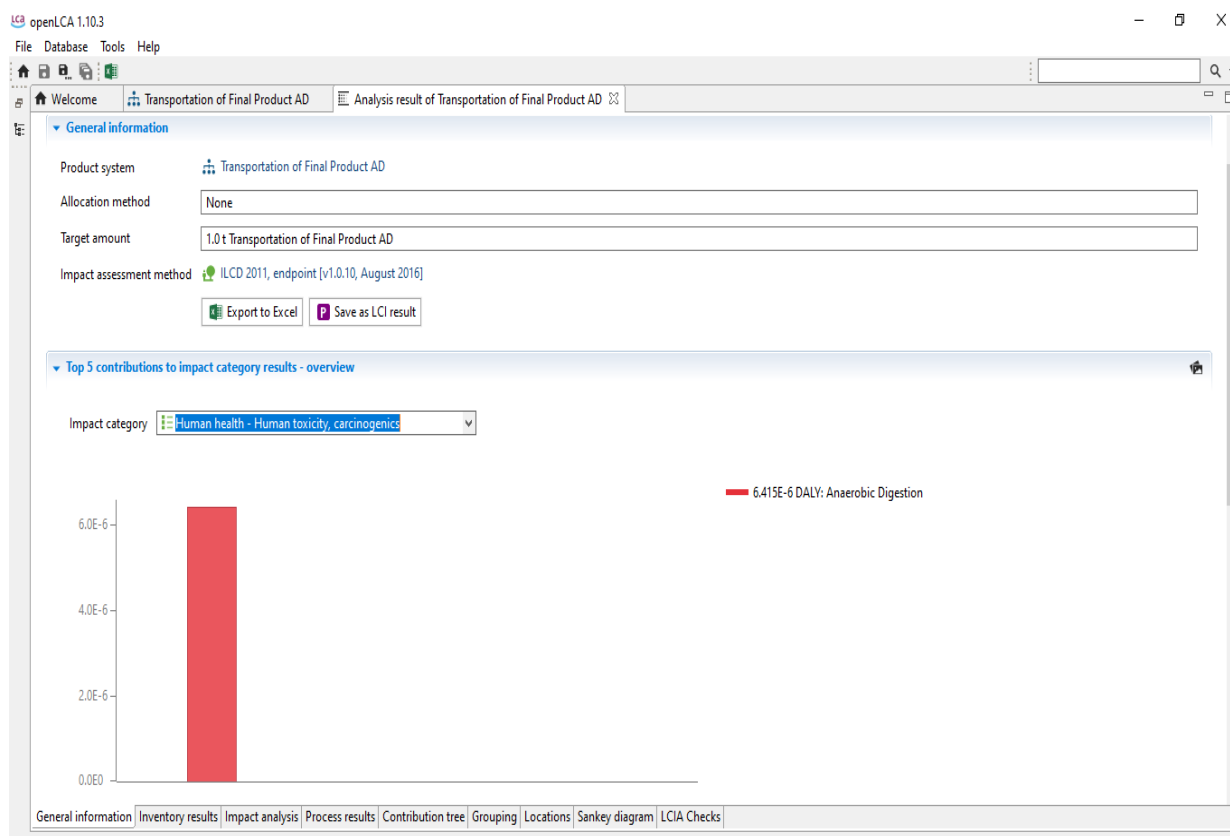 LCA openLCA 1.10.3
File Database Tools Help
Welcome Transportation of Final Product AD Analysis result of Transportation of Final Product AD
General information
Product system Transportation of Final Product AD
Allocation method None
Target amount 1.0 t Transportation of Final Product AD
Impact assessment method ILCD 2011, endpoint [v1.0.10, August 2016]
Export to Excel P Save as LCI result
Top 5 contributions to impact category results - overview
Impact category Human health - Human toxicity, carcinogenics
6.415E-6 DALY: Anaerobic Digestion
6.0E-6
4.0E-6
2.0E-6
0.0E0
General information Inventory results Impact analysis Process results Contribution tree Grouping Locations Sankey diagram LCIA Checks